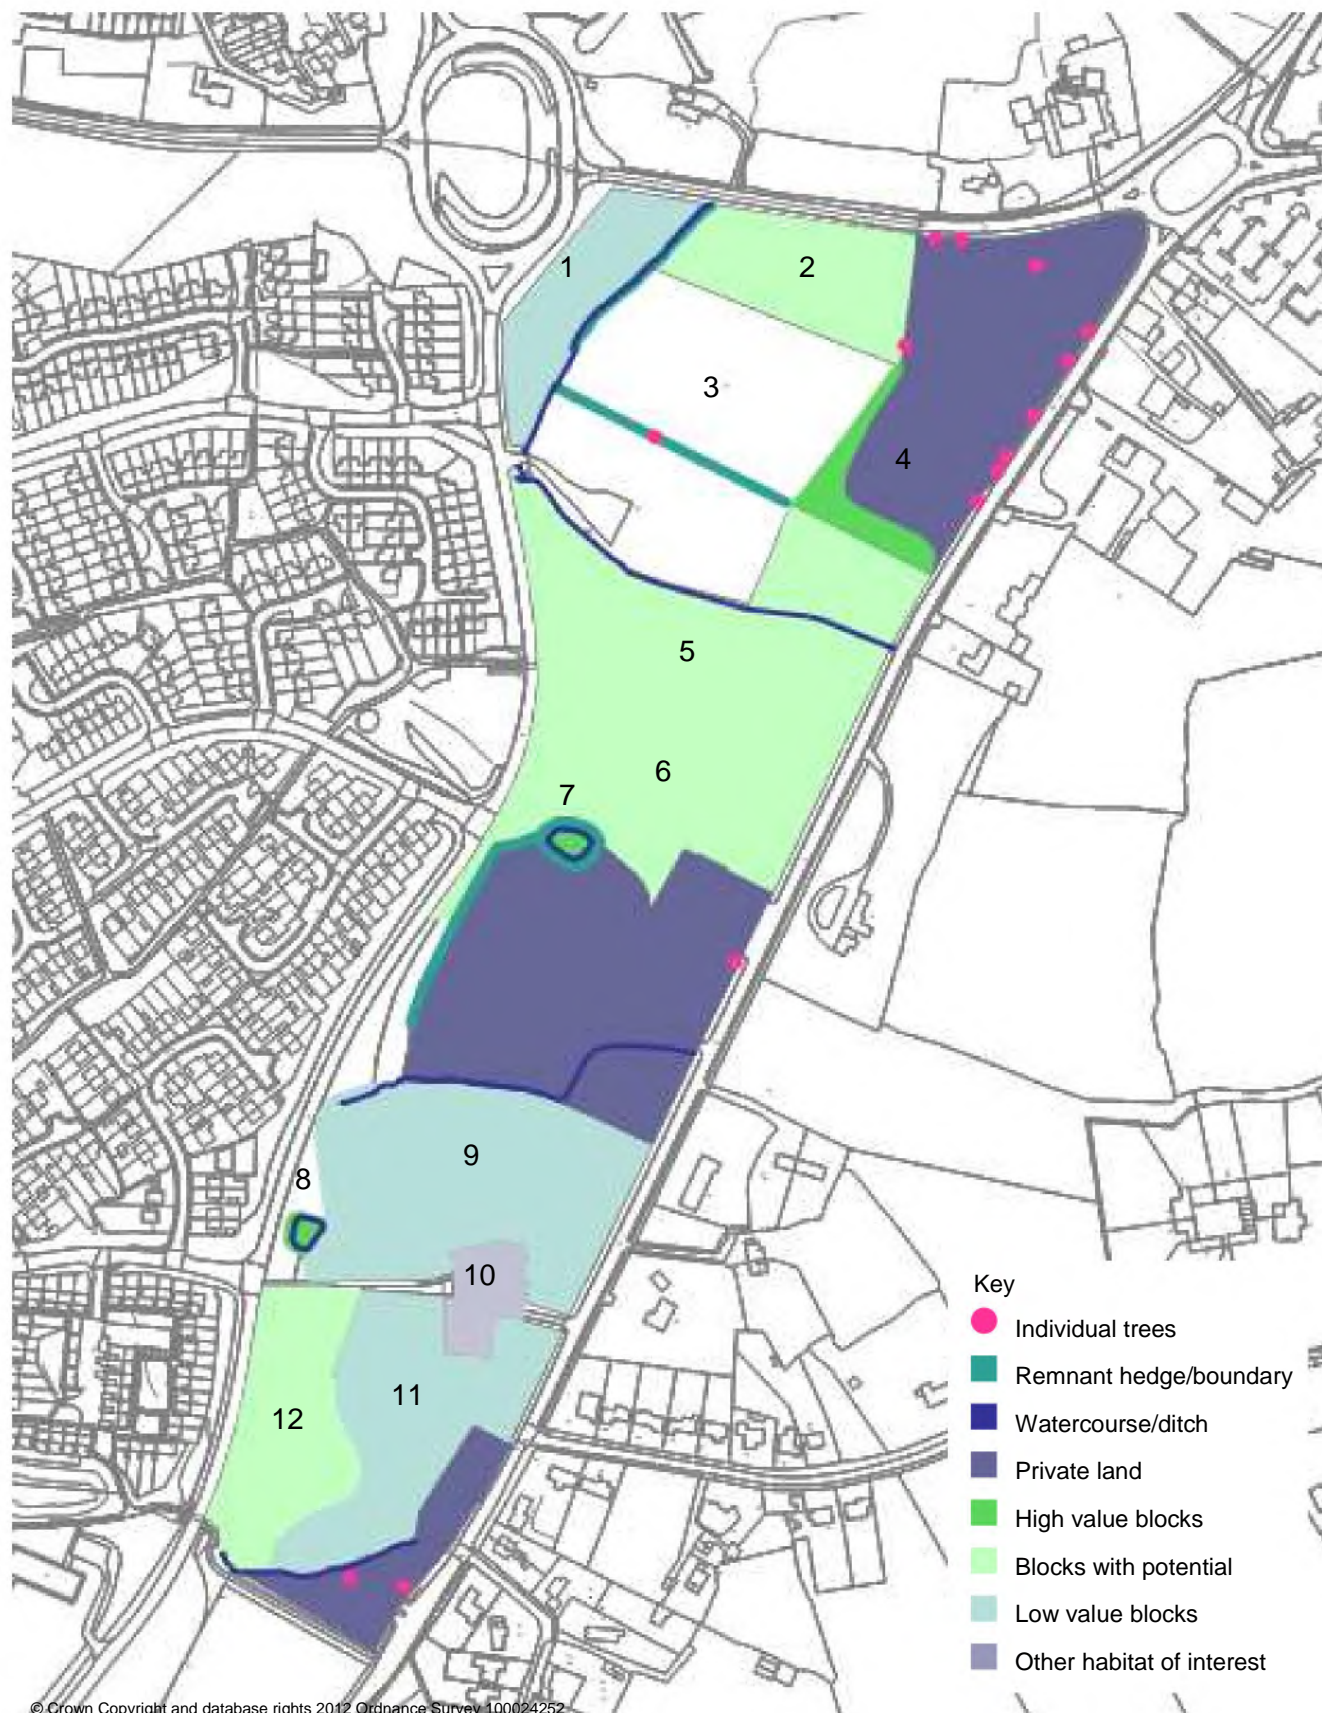 1
2
3
4
5
6
7
8
9
10
11
12
Key
Individual trees
Remnant hedge/boundary
Watercourse/ditch
Private land
High value blocks
Blocks with potential
Low value blocks
Other habitat of interest
© Crown Copyright and database rights 2012 Ordnance Survey 100024252